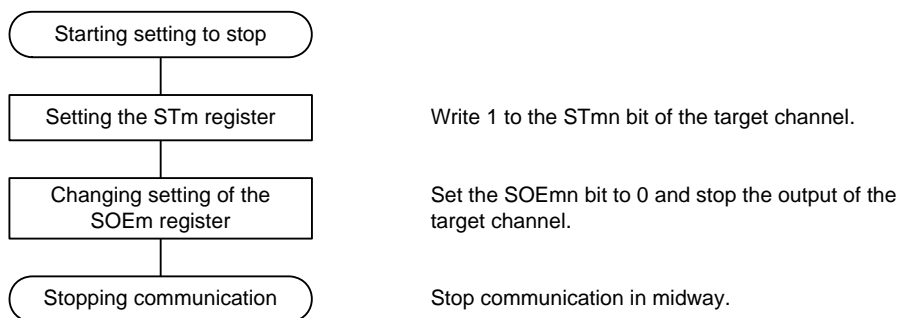 Starting setting to stop
Setting the STm register
Write 1 to the STmn bit of the target channel.
Changing setting of the
SOEm register
Set the SOEmn bit to 0 and stop the output of the
target channel.
Stopping communication
Stop communication in midway.